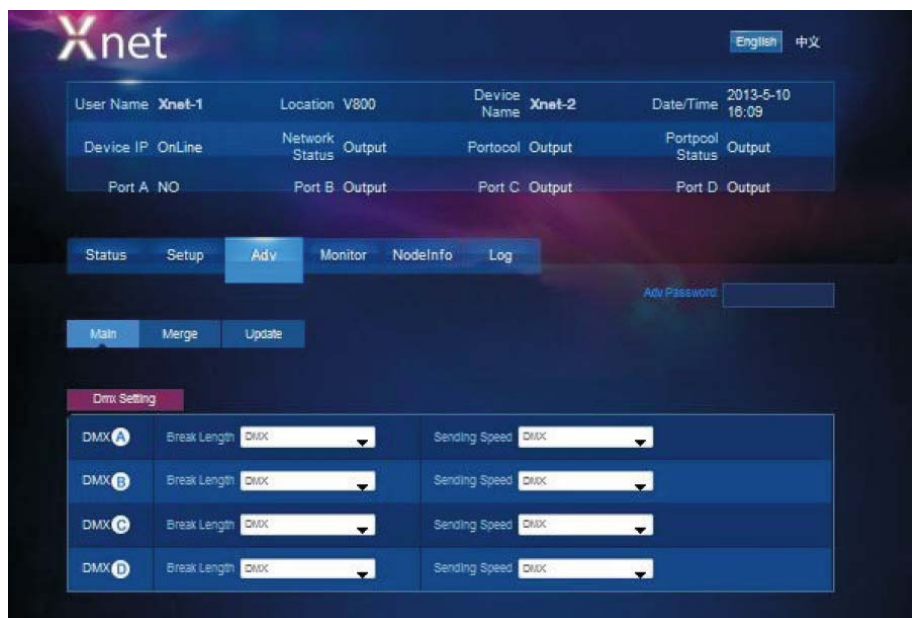 Xnet
English 中文
User Name Xnet-1 Location V800 Device Name Xnet-2 Date/Time 2013-5-10 16:09
Device IP OnLine Network Status Output Portocol Output Portpool Status Output
Port A NO Port B Output Port C Output Port D Output
Status Setup Adv Monitor NodeInfo Log
Adv Password:
Main Merge Update
Dmx Setting
DMX A Break Length DMX Sending Speed DMX
DMX B Break Length DMX Sending Speed DMX
DMX C Break Length DMX Sending Speed DMX
DMX D Break Length DMX Sending Speed DMX